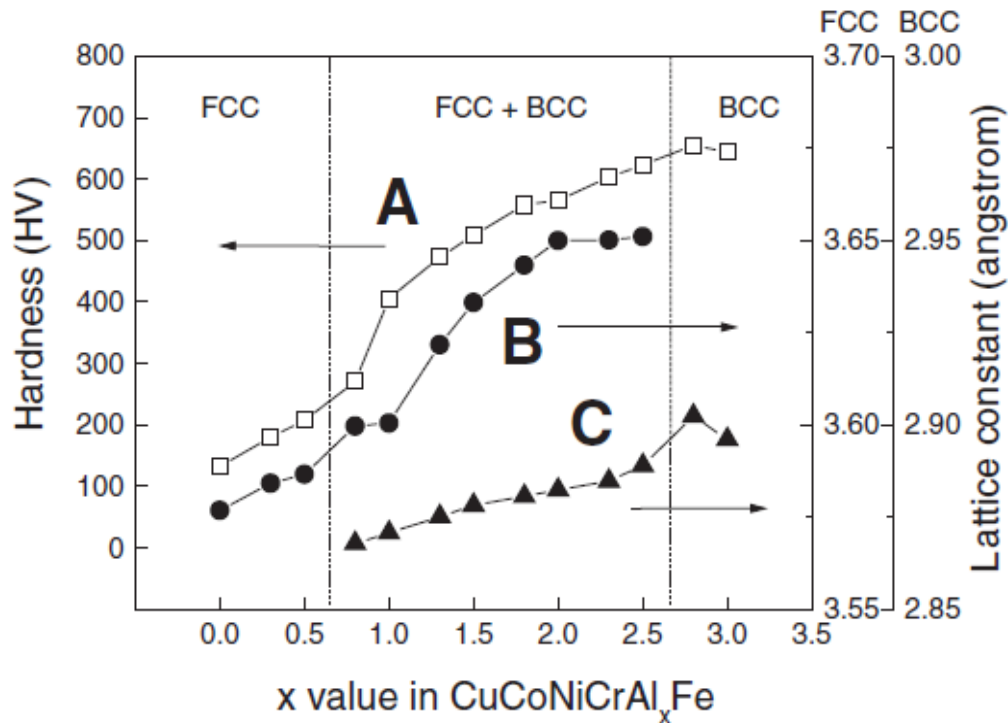 FCC BCC
800
700
600
500
400
300
200
100
0
Hardness (HV)
FCC
FCC + BCC
BCC
A
B
C
3.70
3.65
3.60
3.55
3.00
2.95
2.90
2.85
Lattice constant (angstrom)
0.0 0.5 1.0 1.5 2.0 2.5 3.0 3.5
x value in CuCoNiCrAlxFe